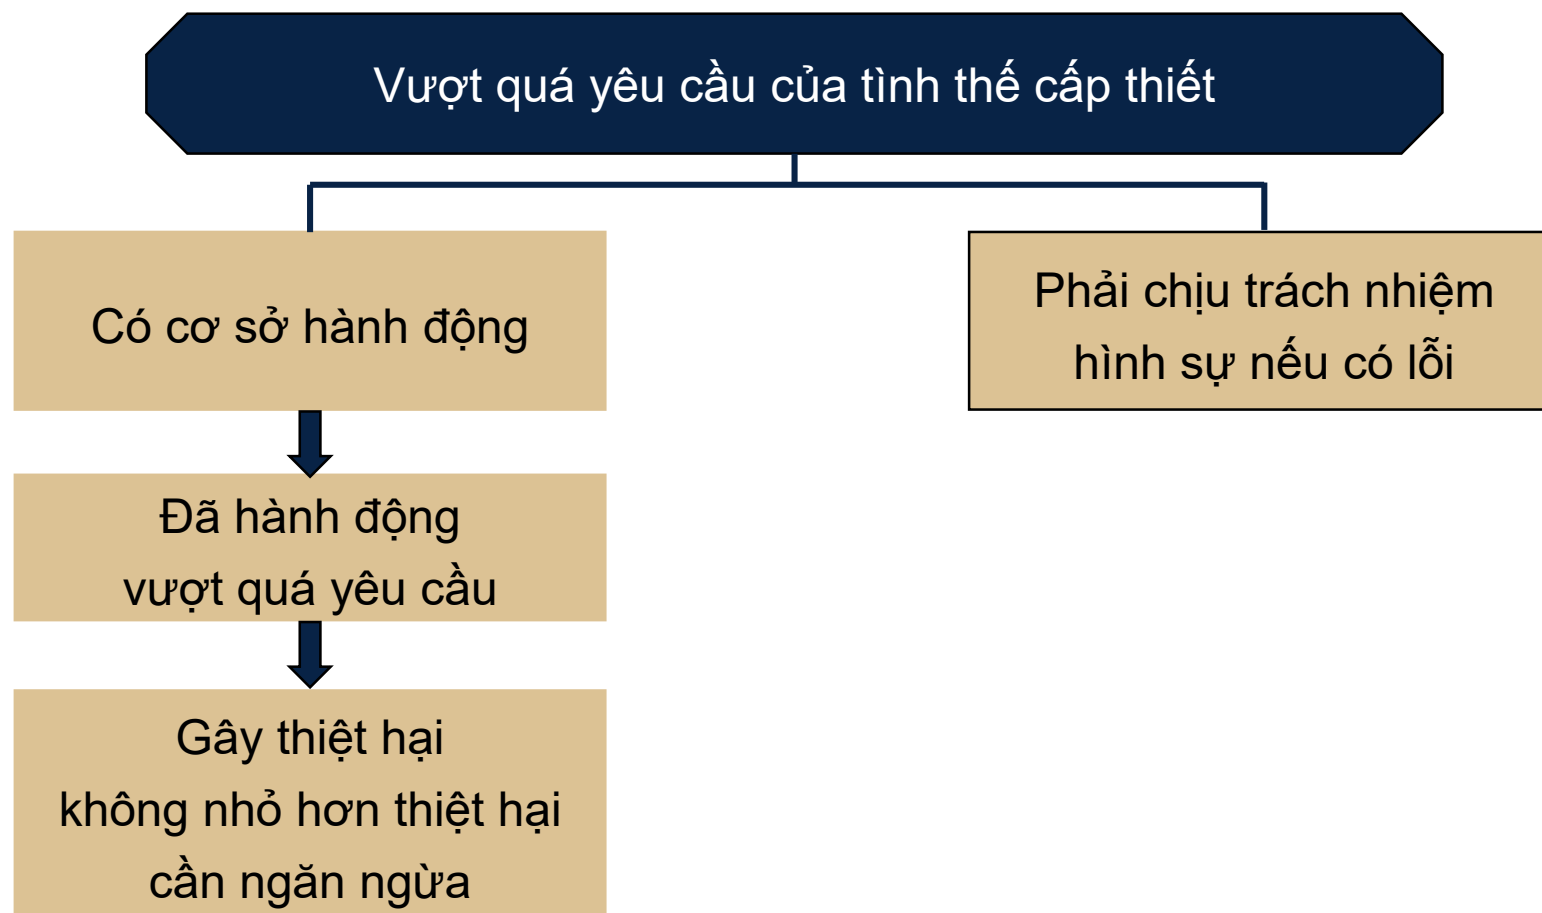 Vượt quá yêu cầu của tình thế cấp thiết
Có cơ sở hành động
Phải chịu trách nhiệm
hình sự nếu có lỗi
Đã hành động
vượt quá yêu cầu
Gây thiệt hại
không nhỏ hơn thiệt hại
cần ngăn ngừa